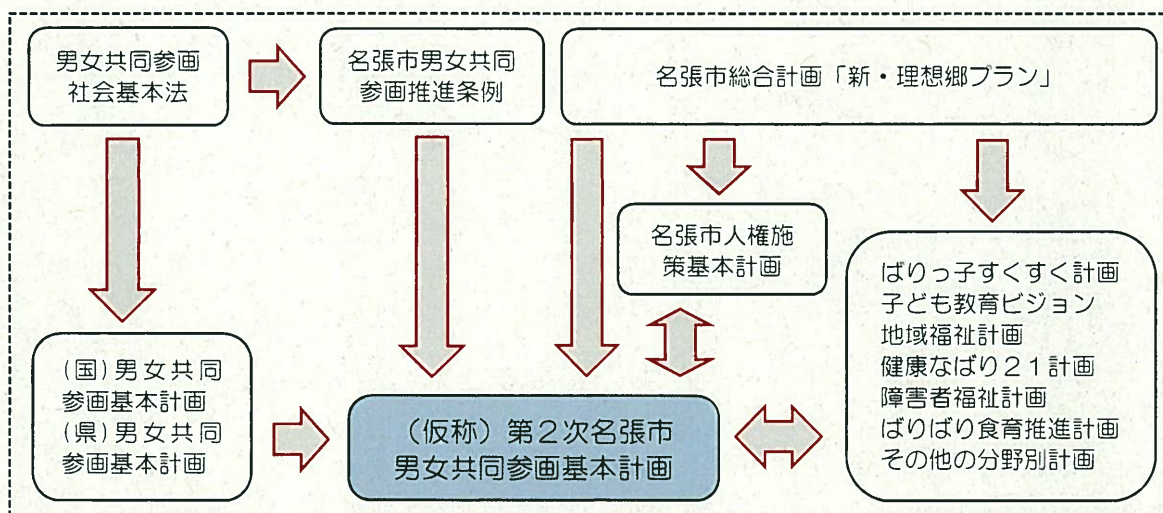 男女共同参画
社会基本法
名張市男女共同
参画推進条例
名張市総合計画「新・理想郷プラン」
名張市人権施
策基本計画
ばりっ子すくすく計画
子ども教育ビジョン
地域福祉計画
健康なばり２１計画
障害者福祉計画
ばりばり食育推進計画
その他の分野別計画
(国)男女共同
参画基本計画
(県)男女共同
参画基本計画
（仮称）第２次名張市
男女共同参画基本計画